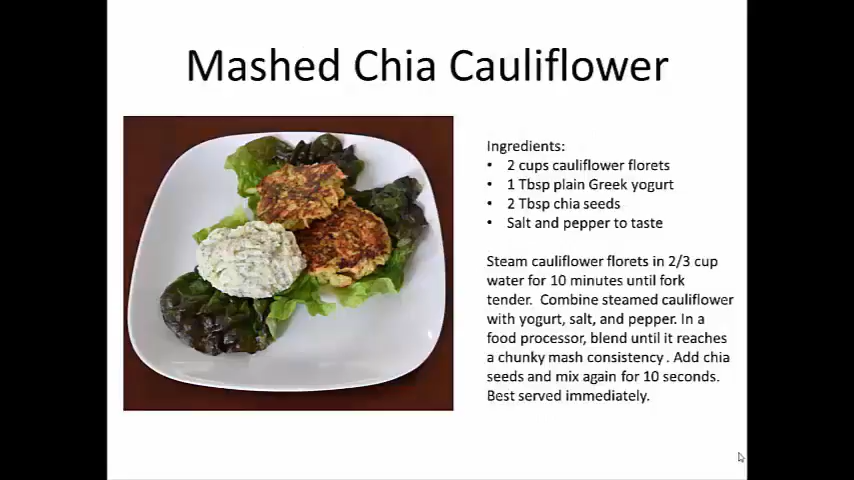 Mashed Chia Cauliflower
Ingredients:
• 2 cups cauliflower florets
• 1 Tbsp plain Greek yogurt
• 2 Tbsp chia seeds
• Salt and pepper to taste
Steam cauliflower florets in 2/3 cup
water for 10 minutes until fork
tender. Combine steamed cauliflower
with yogurt, salt, and pepper. In a
food processor, blend until it reaches
a chunky mash consistency . Add chia
seeds and mix again for 10 seconds.
Best served immediately.